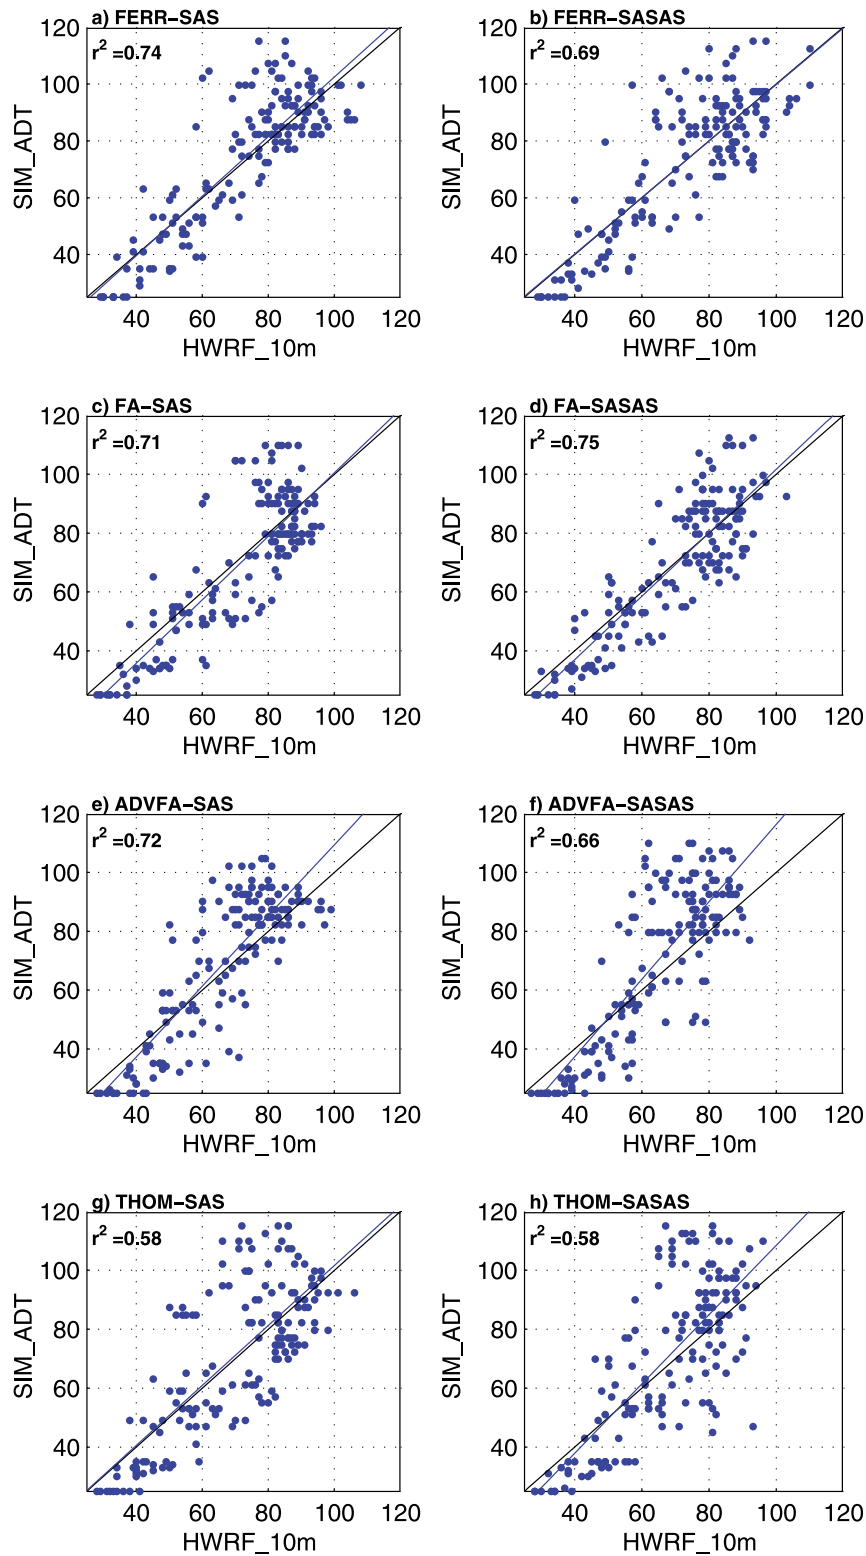 a) FERR-SAS
r² =0.74
120
100
80
60
40
SIM_ADT
40 60 80 100 120
HWRF_10m
b) FERR-SASAS
r² =0.69
120
100
80
60
40
SIM_ADT
40 60 80 100 120
HWRF_10m
c) FA-SAS
r² =0.71
120
100
80
60
40
SIM_ADT
40 60 80 100 120
HWRF_10m
d) FA-SASAS
r² =0.75
120
100
80
60
40
SIM_ADT
40 60 80 100 120
HWRF_10m
e) ADVFA-SAS
r² =0.72
120
100
80
60
40
SIM_ADT
40 60 80 100 120
HWRF_10m
f) ADVFA-SASAS
r² =0.66
120
100
80
60
40
SIM_ADT
40 60 80 100 120
HWRF_10m
g) THOM-SAS
r² =0.58
120
100
80
60
40
SIM_ADT
40 60 80 100 120
HWRF_10m
h) THOM-SASAS
r² =0.58
120
100
80
60
40
SIM_ADT
40 60 80 100 120
HWRF_10m